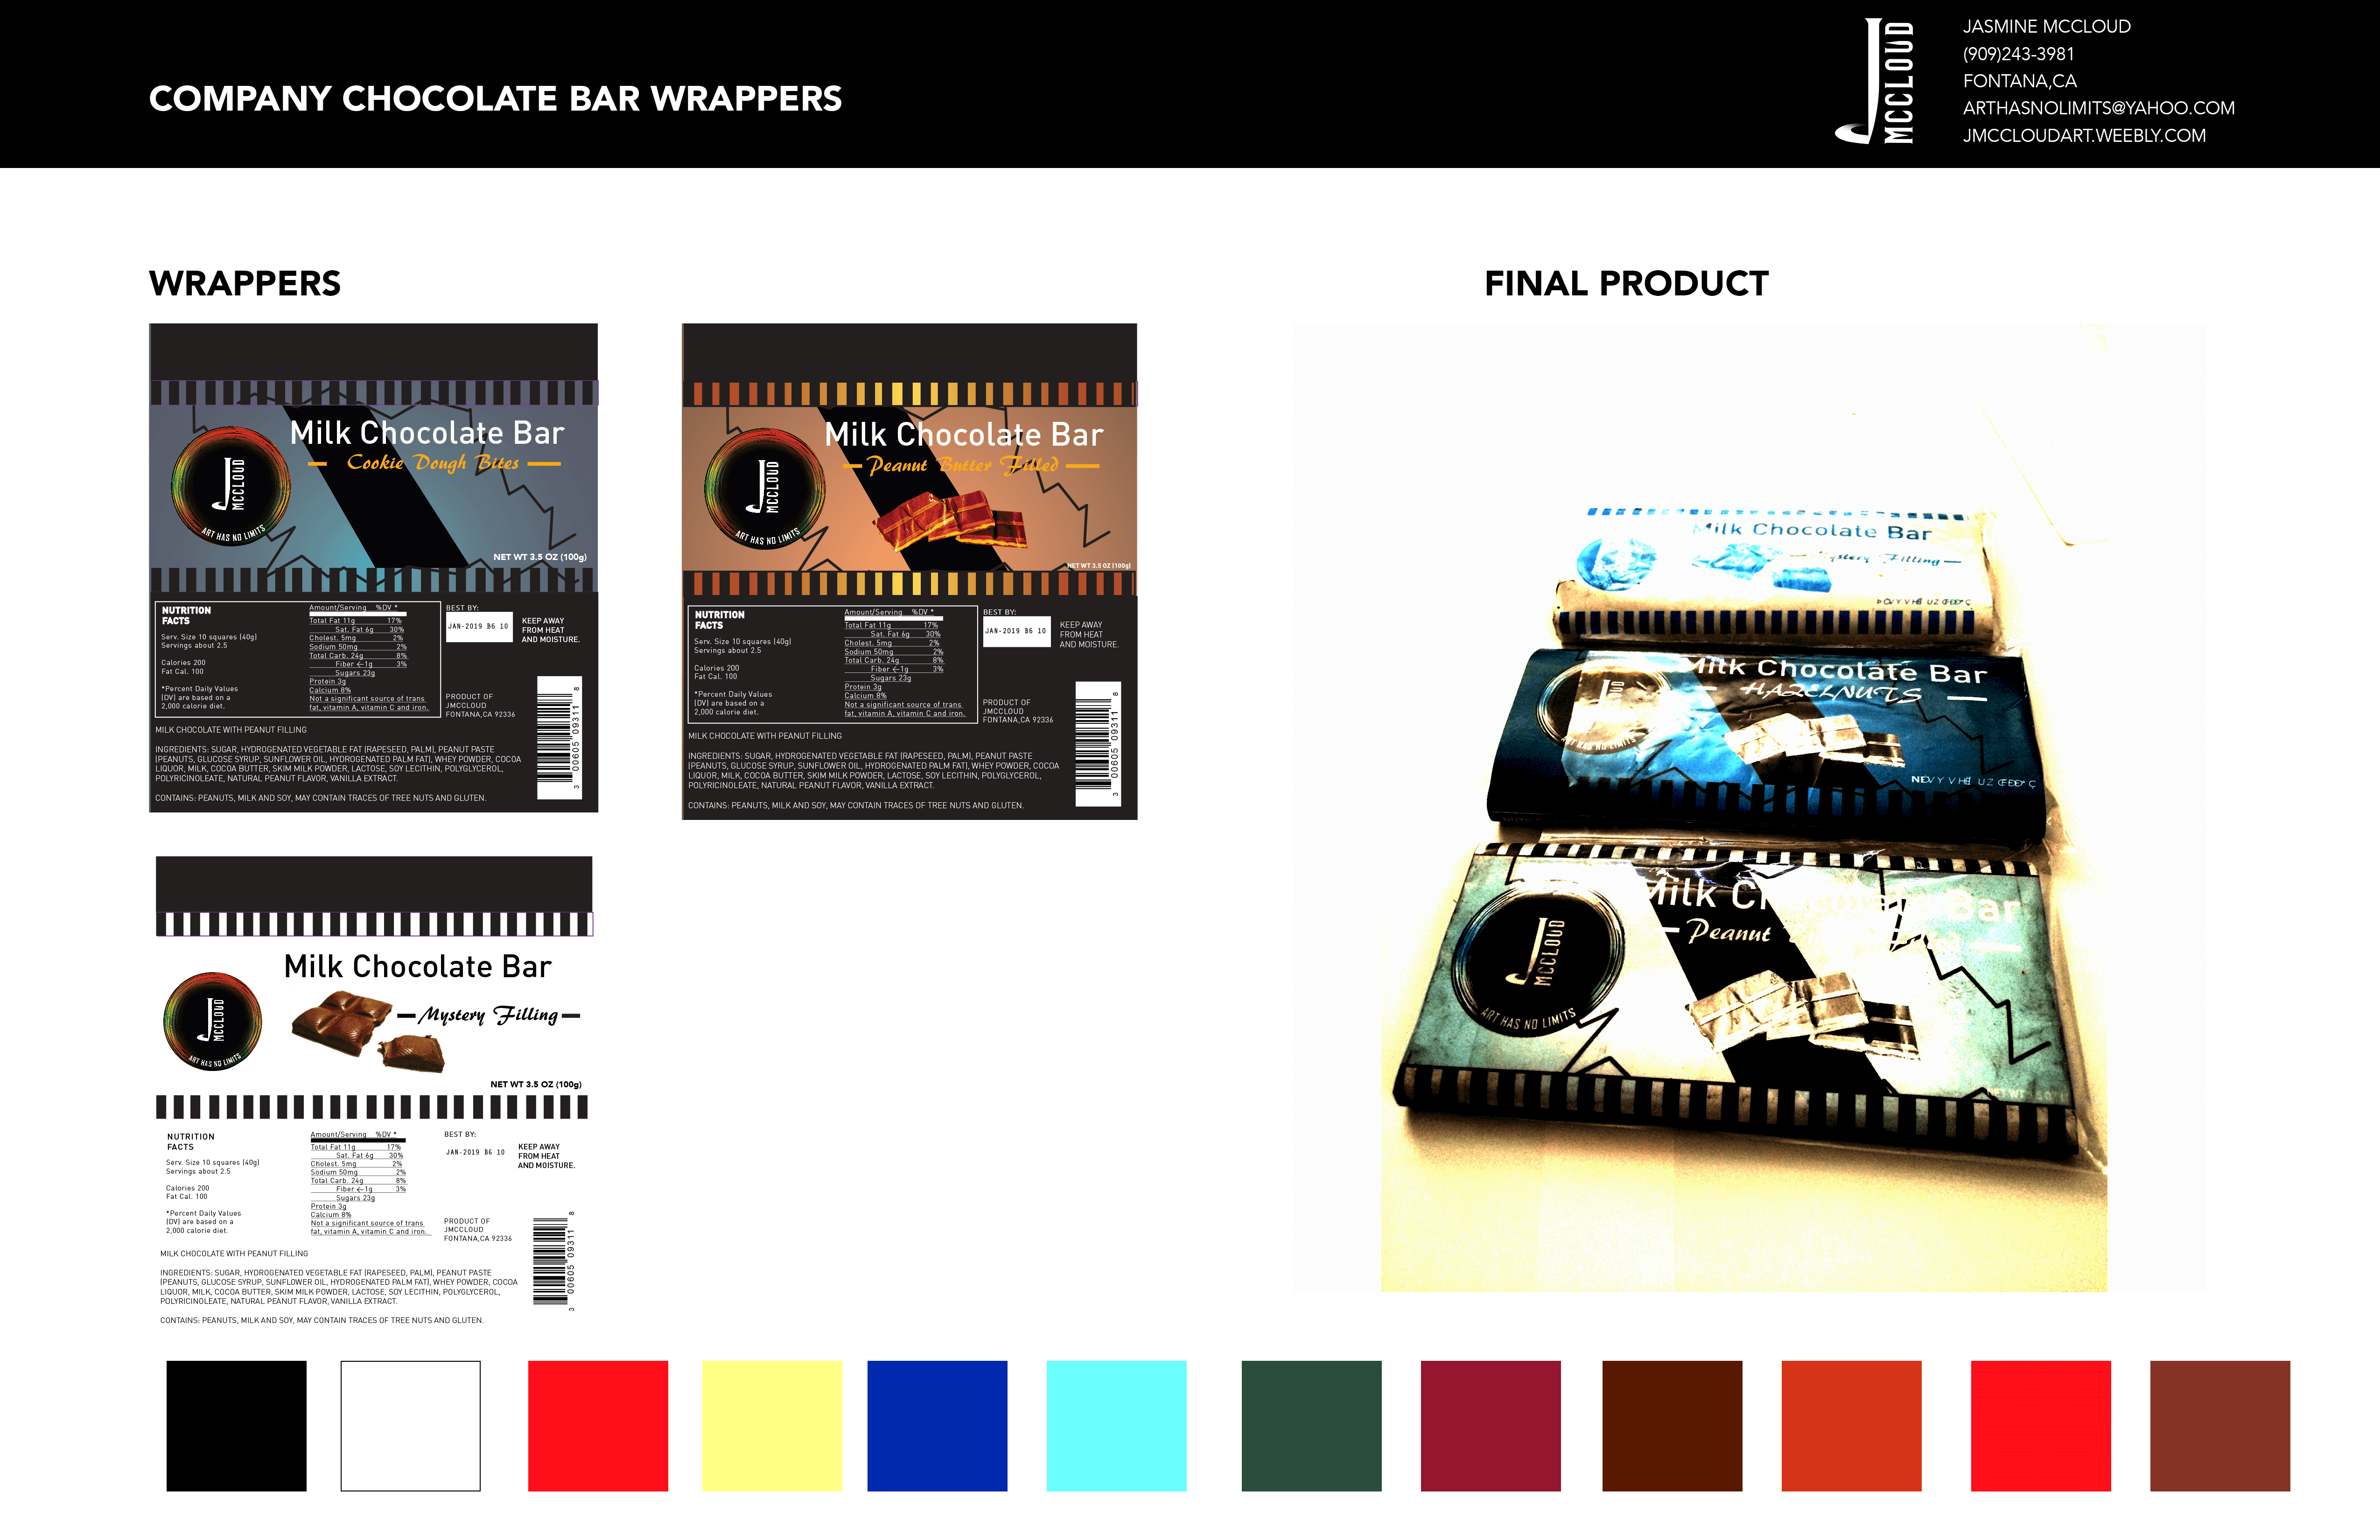 COMPANY CHOCOLATE BAR WRAPPERS
J
MCCLOUD
JASMINE MCCLOUD
(909)243-3981
FONTANA,CA
ARTHASNOLIMITS@YAHOO.COM
JMCCLOUDART.WEEBLY.COM
WRAPPERS
Milk Chocolate Bar
Cookie Dough Bites
J
MCCLOUD
ART HAS NO LIMITS
NET WT 3.5 OZ (100g)
NUTRITION
FACTS
Serv. Size 10 squares (40g)
Servings about 2.5
Calories 200
Fat Cal. 100
*Percent Daily Values
(DV) are based on a
2,000 calorie diet.
Amount/Serving %DV *
Total Fat 11g 17%
Sat. Fat 6g 30%
Cholest. 5mg 2%
Sodium 50mg 2%
Total Carb. 24g 8%
Fiber <1g 3%
Sugars 23g
Protein 3g
Calcium 8%
Not a significant source of trans
fat, vitamin A, vitamin C and iron.
BEST BY:
JAN-2019 B6 10
KEEP AWAY
FROM HEAT
AND MOISTURE.
PRODUCT OF
JMCCLOUD
FONTANA,CA 92336
3 00605 09311 8
MILK CHOCOLATE WITH PEANUT FILLING
INGREDIENTS: SUGAR, HYDROGENATED VEGETABLE FAT (RAPESEED, PALM), PEANUT PASTE
(PEANUTS, GLUCOSE SYRUP, SUNFLOWER OIL, HYDROGENATED PALM FAT), WHEY POWDER, COCOA
LIQUOR, MILK, COCOA BUTTER, SKIM MILK POWDER, LACTOSE, SOY LECITHIN, POLYGLYCEROL,
POLYRICINOLEATE, NATURAL PEANUT FLAVOR, VANILLA EXTRACT.
CONTAINS: PEANUTS, MILK AND SOY, MAY CONTAIN TRACES OF TREE NUTS AND GLUTEN.
Milk Chocolate Bar
Peanut Butter Filled
J
MCCLOUD
ART HAS NO LIMITS
NET WT 3.5 OZ (100g)
NUTRITION
FACTS
Serv. Size 10 squares (40g)
Servings about 2.5
Calories 200
Fat Cal. 100
*Percent Daily Values
(DV) are based on a
2,000 calorie diet.
Amount/Serving %DV *
Total Fat 11g 17%
Sat. Fat 6g 30%
Cholest. 5mg 2%
Sodium 50mg 2%
Total Carb. 24g 8%
Fiber <1g 3%
Sugars 23g
Protein 3g
Calcium 8%
Not a significant source of trans
fat, vitamin A, vitamin C and iron.
BEST BY:
JAN-2019 B6 10
KEEP AWAY
FROM HEAT
AND MOISTURE.
PRODUCT OF
JMCCLOUD
FONTANA,CA 92336
3 00605 09311 8
MILK CHOCOLATE WITH PEANUT FILLING
INGREDIENTS: SUGAR, HYDROGENATED VEGETABLE FAT (RAPESEED, PALM), PEANUT PASTE
(PEANUTS, GLUCOSE SYRUP, SUNFLOWER OIL, HYDROGENATED PALM FAT), WHEY POWDER, COCOA
LIQUOR, MILK, COCOA BUTTER, SKIM MILK POWDER, LACTOSE, SOY LECITHIN, POLYGLYCEROL,
POLYRICINOLEATE, NATURAL PEANUT FLAVOR, VANILLA EXTRACT.
CONTAINS: PEANUTS, MILK AND SOY, MAY CONTAIN TRACES OF TREE NUTS AND GLUTEN.
Milk Chocolate Bar
Mystery Filling
J
MCCLOUD
ART HAS NO LIMITS
NET WT 3.5 OZ (100g)
NUTRITION
FACTS
Serv. Size 10 squares (40g)
Servings about 2.5
Calories 200
Fat Cal. 100
*Percent Daily Values
(DV) are based on a
2,000 calorie diet.
Amount/Serving %DV *
Total Fat 11g 17%
Sat. Fat 6g 30%
Cholest. 5mg 2%
Sodium 50mg 2%
Total Carb. 24g 8%
Fiber <1g 3%
Sugars 23g
Protein 3g
Calcium 8%
Not a significant source of trans
fat, vitamin A, vitamin C and iron.
BEST BY:
JAN-2019 B6 10
KEEP AWAY
FROM HEAT
AND MOISTURE.
PRODUCT OF
JMCCLOUD
FONTANA,CA 92336
3 00605 09311 8
MILK CHOCOLATE WITH PEANUT FILLING
INGREDIENTS: SUGAR, HYDROGENATED VEGETABLE FAT (RAPESEED, PALM), PEANUT PASTE
(PEANUTS, GLUCOSE SYRUP, SUNFLOWER OIL, HYDROGENATED PALM FAT), WHEY POWDER, COCOA
LIQUOR, MILK, COCOA BUTTER, SKIM MILK POWDER, LACTOSE, SOY LECITHIN, POLYGLYCEROL,
POLYRICINOLEATE, NATURAL PEANUT FLAVOR, VANILLA EXTRACT.
CONTAINS: PEANUTS, MILK AND SOY, MAY CONTAIN TRACES OF TREE NUTS AND GLUTEN.
FINAL PRODUCT
Milk Chocolate Bar
Mystery Filling
Milk Chocolate Bar
HAZELNUTS
ART HAS NO LIMITS
Milk Bar
Peanut
J
MCCLOUD
ART HAS NO LIMITS